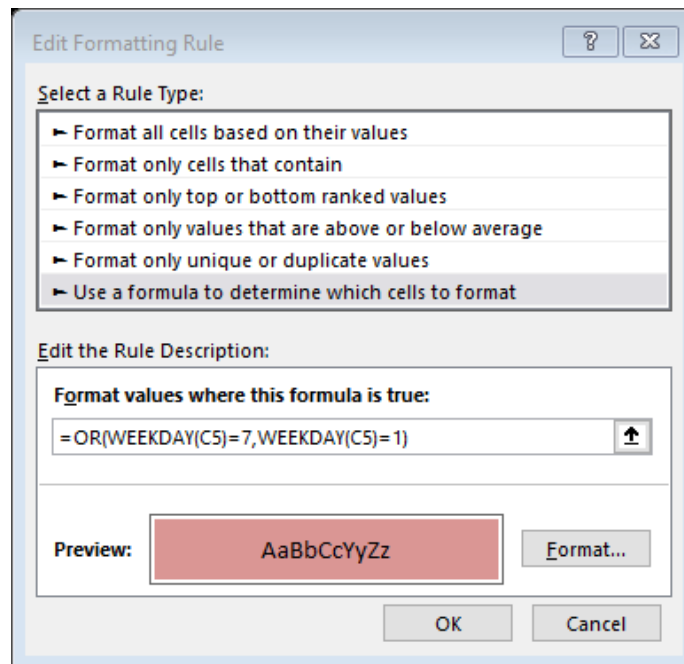 Edit Formatting Rule
Select a Rule Type:
► Format all cells based on their values
► Format only cells that contain
► Format only top or bottom ranked values
► Format only values that are above or below average
► Format only unique or duplicate values
► Use a formula to determine which cells to format
Edit the Rule Description:
Format values where this formula is true:
=OR(WEEKDAY(C5)=7,WEEKDAY(C5)=1)
Preview: AaBbCcYyZz Format...
OK Cancel